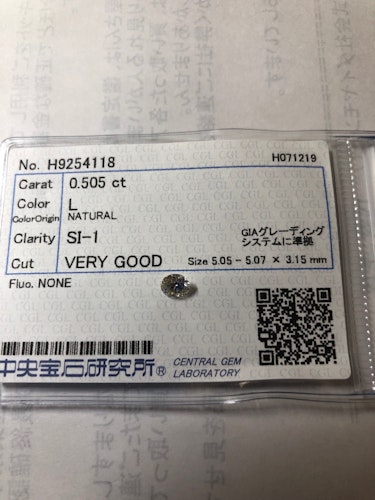 No. H9254118 H071219
Carat 0.505 ct
Color L
ColorOrigin NATURAL
Clarity SI-1 GIAグレーディング
システムに準拠
Cut VERY GOOD Size 5.05 - 5.07 × 3.15 mm
Fluo. NONE
中央宝石研究所® CENTRAL GEM
LABORATORY